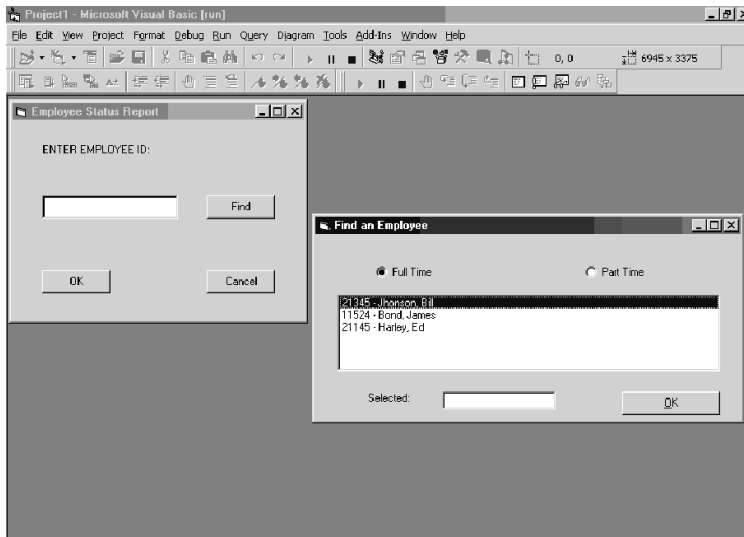 Project1 - Microsoft Visual Basic [run]
File Edit View Project Format Debug Run Query Diagram Tools Add-Ins Window Help
0, 0 6945 x 3375
Employee Status Report
ENTER EMPLOYEE ID:
Find
OK Cancel
Find an Employee
Full Time Part Time
21345 - Jhonson, Bill
11524 - Bond, James
21145 - Harley, Ed
Selected: OK